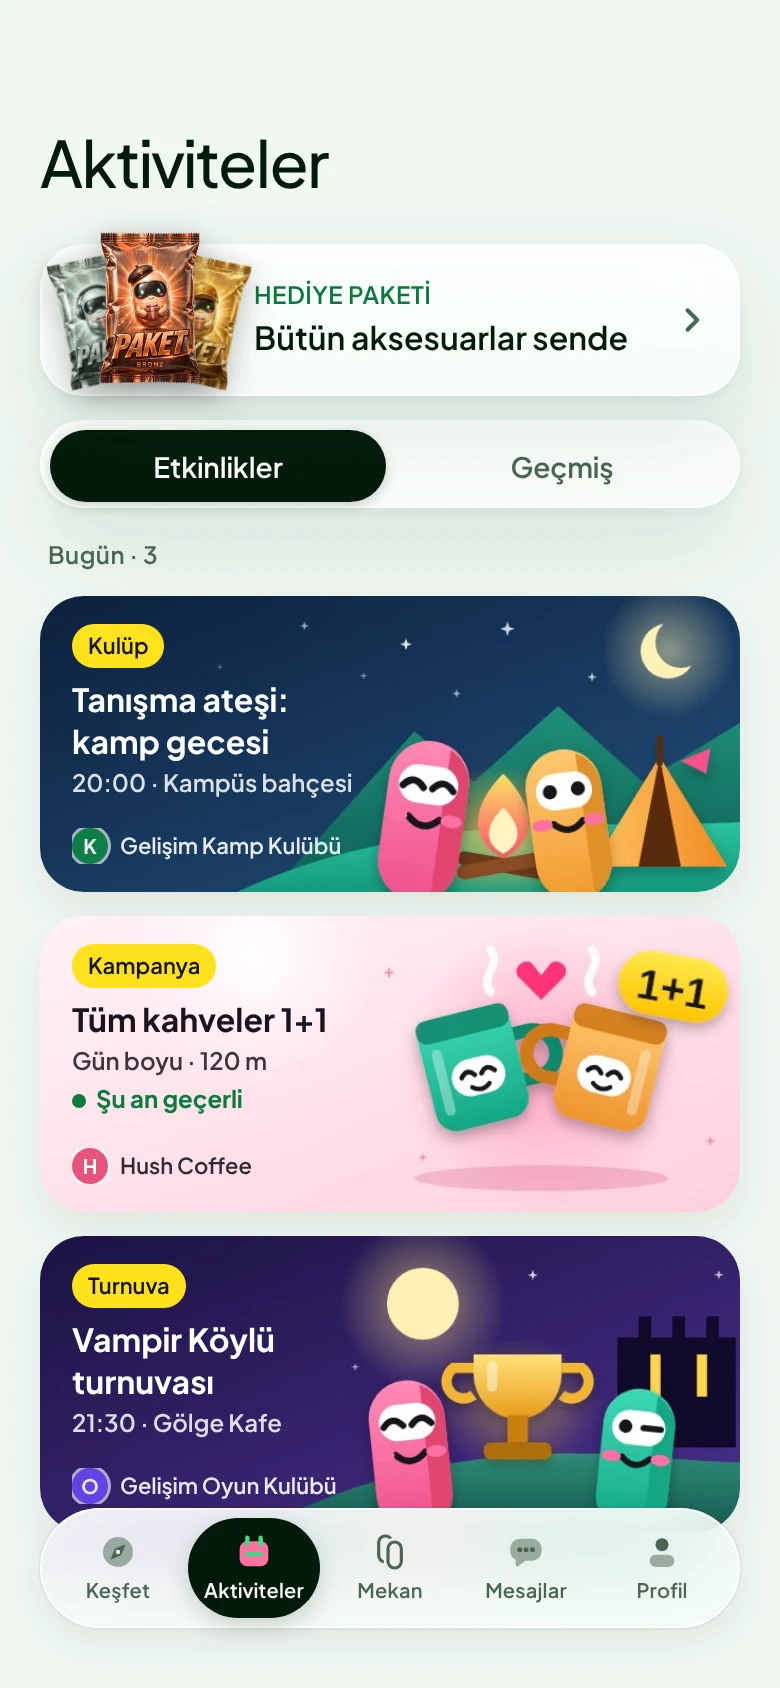 Aktiviteler
PAKET
BRONZ
HEDİYE PAKETİ
Bütün aksesuarlar sende
Etkinlikler
Geçmiş
Bugün · 3
Kulüp
Tanışma ateşi:
kamp gecesi
20:00 · Kampüs bahçesi
K
Gelişim Kamp Kulübü
Kampanya
1+1
Tüm kahveler 1+1
Gün boyu · 120 m
Şu an geçerli
H
Hush Coffee
Turnuva
Vampir Köylü
turnuvası
21:30 · Gölge Kafe
O
Gelişim Oyun Kulübü
Keşfet
Aktiviteler
Mekan
Mesajlar
Profil